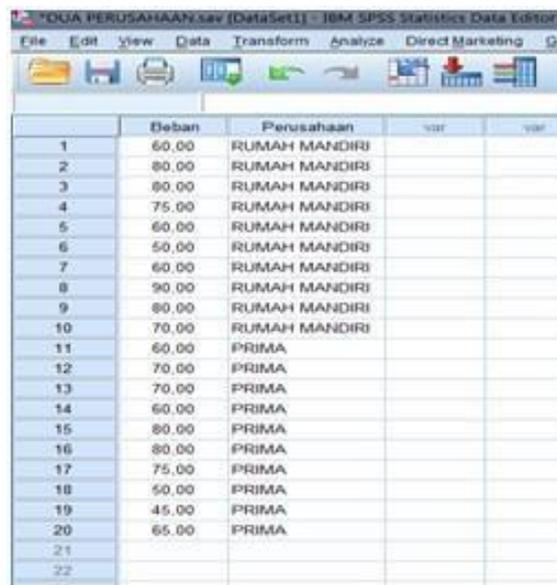 *DUA PERUSAHAAN.sav [DataSet1] - IBM SPSS Statistics Data Editor
File Edit View Data Transform Analyze Direct Marketing
Beban Perusahaan var var
1 60,00 RUMAH MANDIRI
2 80,00 RUMAH MANDIRI
3 80,00 RUMAH MANDIRI
4 75,00 RUMAH MANDIRI
5 60,00 RUMAH MANDIRI
6 50,00 RUMAH MANDIRI
7 60,00 RUMAH MANDIRI
8 90,00 RUMAH MANDIRI
9 80,00 RUMAH MANDIRI
10 70,00 RUMAH MANDIRI
11 60,00 PRIMA
12 70,00 PRIMA
13 70,00 PRIMA
14 60,00 PRIMA
15 80,00 PRIMA
16 80,00 PRIMA
17 75,00 PRIMA
18 50,00 PRIMA
19 45,00 PRIMA
20 65,00 PRIMA
21
22